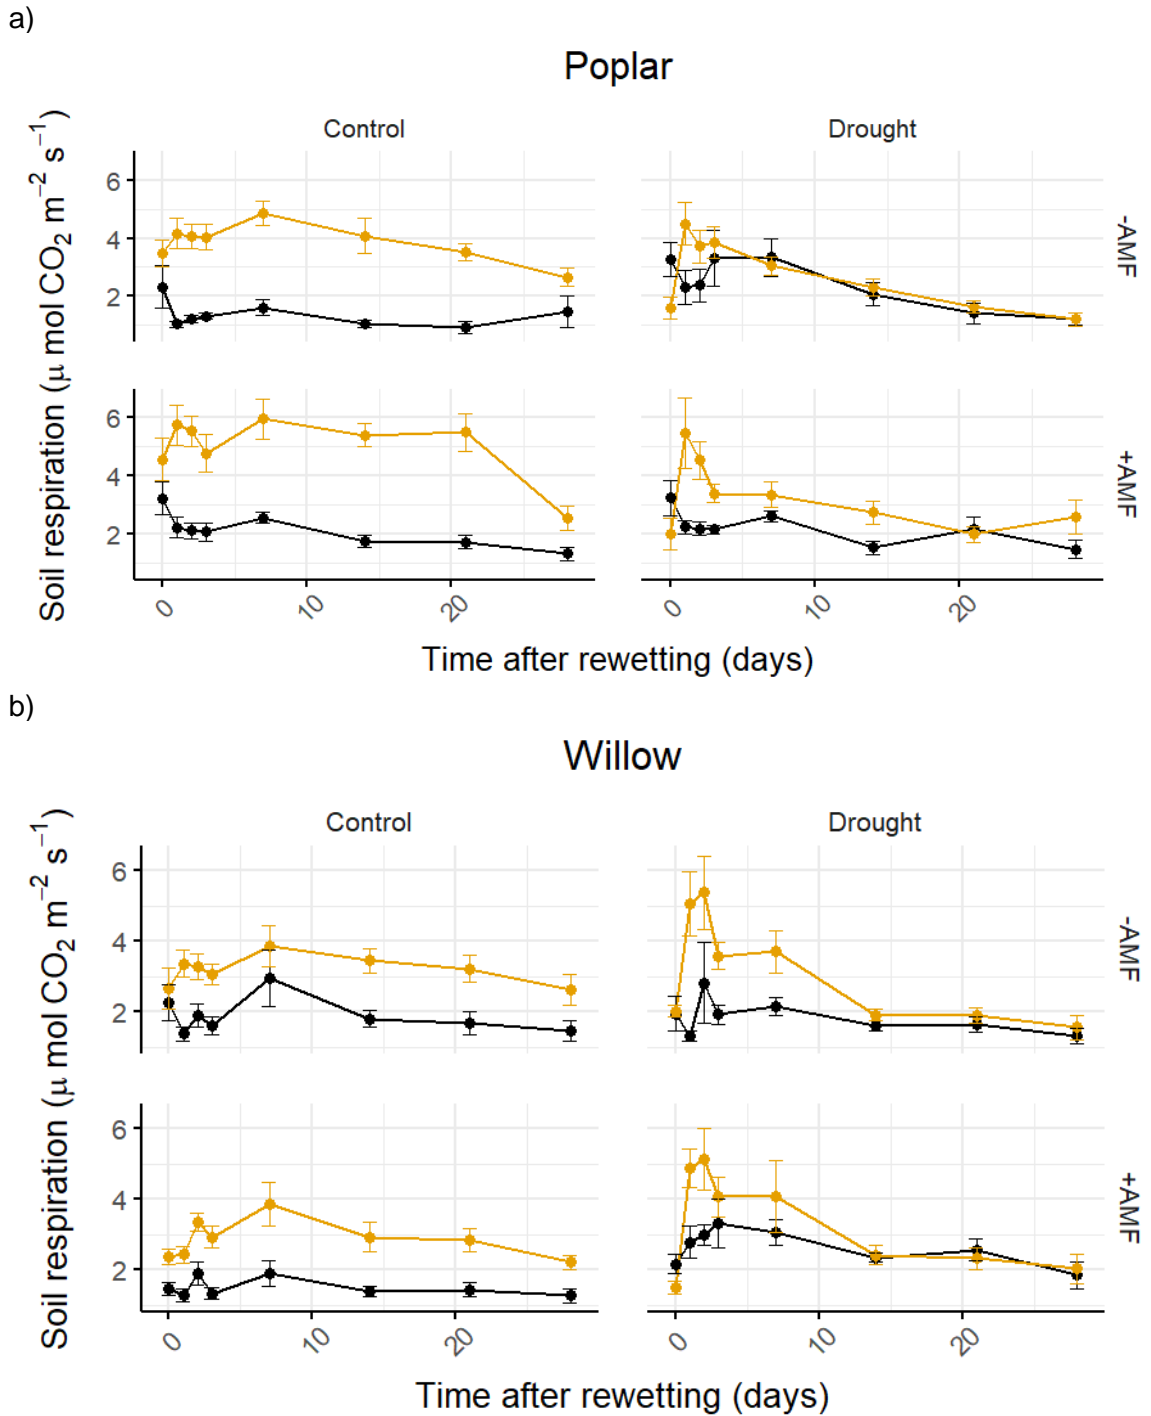 a)
Poplar
Control
Drought
6
4
2
-AMF
6
4
2
+AMF
Soil respiration (μ mol CO₂ m⁻² s⁻¹)
0
10
20
0
10
20
Time after rewetting (days)
b)
Willow
Control
Drought
6
4
2
-AMF
6
4
2
+AMF
Soil respiration (μ mol CO₂ m⁻² s⁻¹)
0
10
20
0
10
20
Time after rewetting (days)